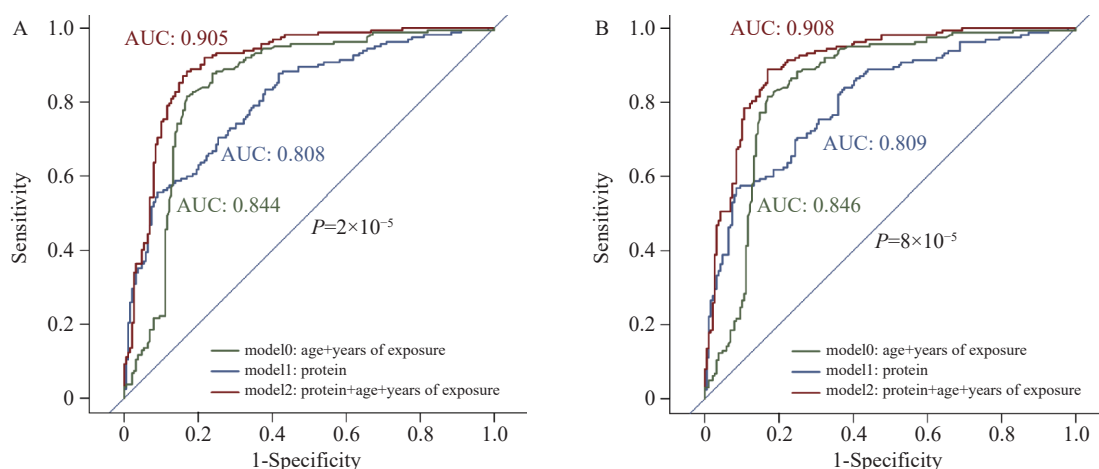 A
AUC: 0.905
AUC: 0.808
AUC: 0.844
P=2×10⁻⁵
model0: age+years of exposure
model1: protein
model2: protein+age+years of exposure
Sensitivity
1.0
0.8
0.6
0.4
0.2
0
0 0.2 0.4 0.6 0.8 1.0
1-Specificity
B
AUC: 0.908
AUC: 0.809
AUC: 0.846
P=8×10⁻⁵
model0: age+years of exposure
model1: protein
model2: protein+age+years of exposure
Sensitivity
1.0
0.8
0.6
0.4
0.2
0
0 0.2 0.4 0.6 0.8 1.0
1-Specificity